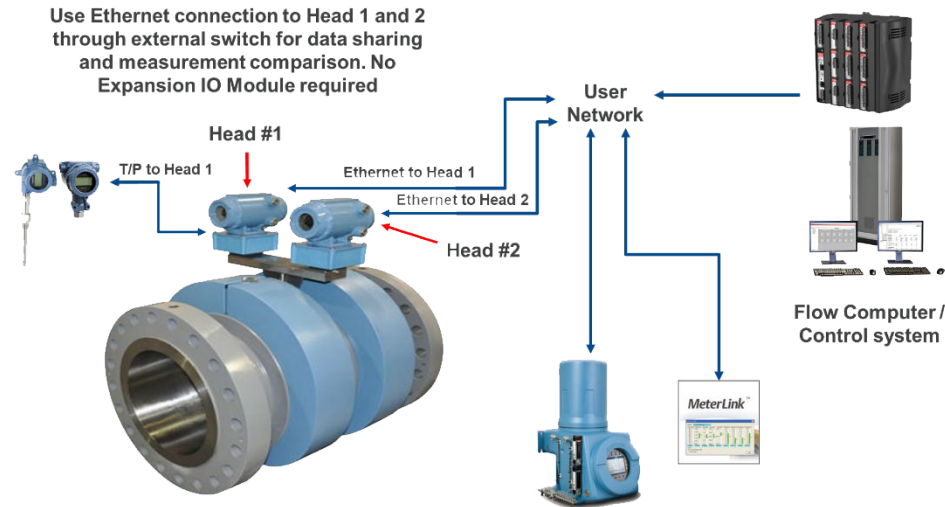 Use Ethernet connection to Head 1 and 2
through external switch for data sharing
and measurement comparison. No
Expansion IO Module required
Head #1
T/P to Head 1
Ethernet to Head 1
Ethernet to Head 2
Head #2
User
Network
Flow Computer /
Control system
MeterLink™